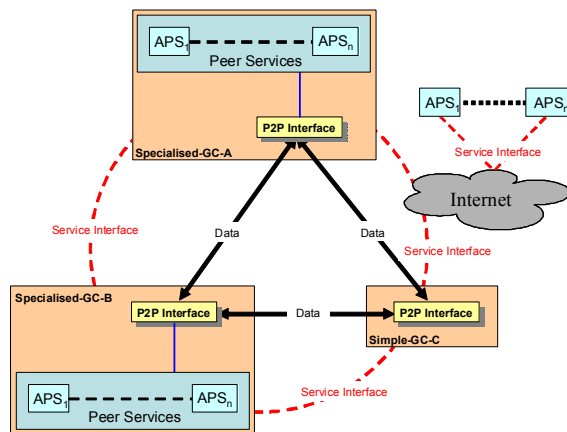 APS1 APSn
Peer Services
P2P Interface
Specialised-GC-A
APS1 APSn
Service Interface
Internet
Data
Data
Service Interface
Service Interface
Specialised-GC-B
P2P Interface
Data
P2P Interface
Simple-GC-C
Service Interface
APS1 APSn
Peer Services